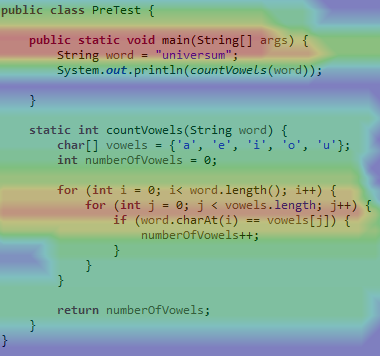 public class PreTest {
public static void main(String[] args) {
String word = "universum";
System.out.println(countVowels(word));
}
static int countVowels(String word) {
char[] vowels = {'a', 'e', 'i', 'o', 'u'};
int numberOfVowels = 0;
for (int i = 0; i< word.length(); i++) {
for (int j = 0; j < vowels.length; j++) {
if (word.charAt(i) == vowels[j]) {
numberOfVowels++;
}
}
}
return numberOfVowels;
}
}